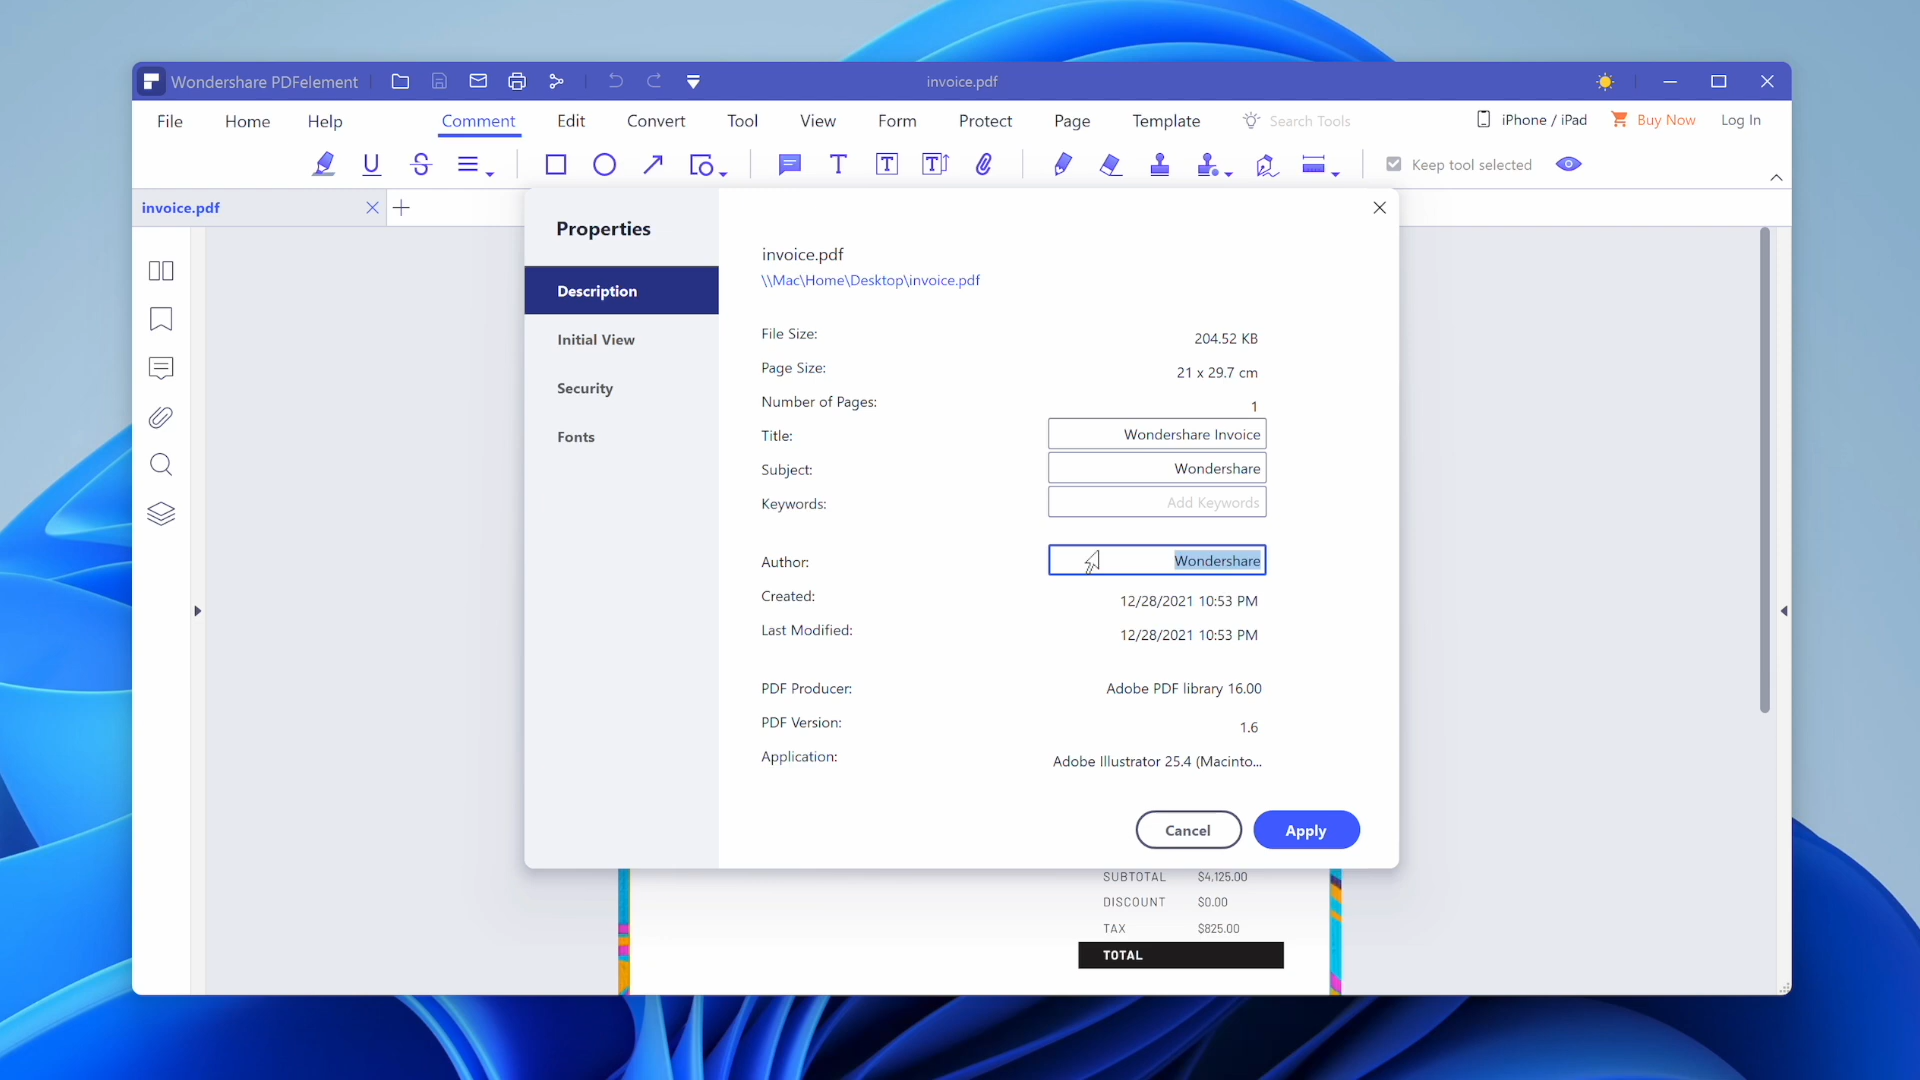 Wondershare PDFelement
invoice.pdf
File Home Help Comment Edit Convert Tool View Form Protect Page Template Search Tools iPhone / iPad Buy Now Log In
Keep tool selected
invoice.pdf
Properties
Description
Initial View
Security
Fonts
invoice.pdf
\\Mac\Home\Desktop\invoice.pdf
File Size: 204.52 KB
Page Size: 21 x 29.7 cm
Number of Pages: 1
Title: Wondershare Invoice
Subject: Wondershare
Keywords: Add Keywords
Author: Wondershare
Created: 12/28/2021 10:53 PM
Last Modified: 12/28/2021 10:53 PM
PDF Producer: Adobe PDF library 16.00
PDF Version: 1.6
Application: Adobe Illustrator 25.4 (Macinto...
Cancel Apply
SUBTOTAL $4,125.00
DISCOUNT $0.00
TAX $825.00
TOTAL